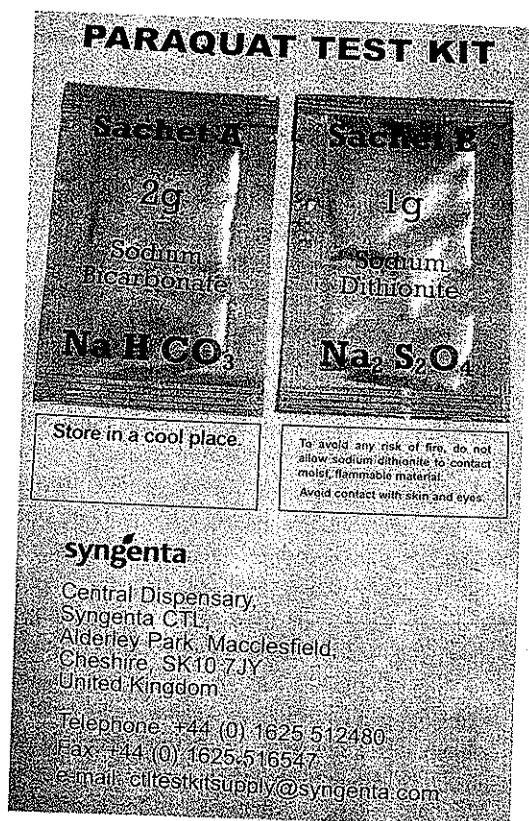 PARAQUAT TEST KIT
Sachet A
2g
Sodium
Bicarbonate
Na H CO₃
Sachet B
1g
Sodium
Dithionite
Na₂ S₂O₄
Store in a cool place.
To avoid any risk of fire, do not
allow sodium dithionite to contact
moist, flammable material.
Avoid contact with skin and eyes.
syngenta
Central Dispensary,
Syngenta CTL,
Alderley Park, Macclesfield,
Cheshire, SK10 7JY
United Kingdom
Telephone: +44 (0) 1625 512480
Fax: +44 (0) 1625 516547
e-mail: ctltestkitsupply@syngenta.com